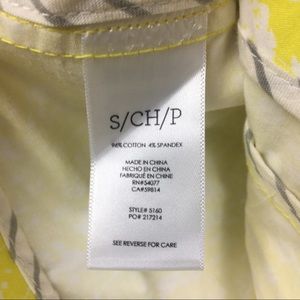 S/CH/P
96% COTTON 4% SPANDEX
MADE IN CHINA
HECHO EN CHINA
FABRIQUÉ EN CHINE
RN#54077
CA#59814
STYLE# 5160
PO# 217214
SEE REVERSE FOR CARE